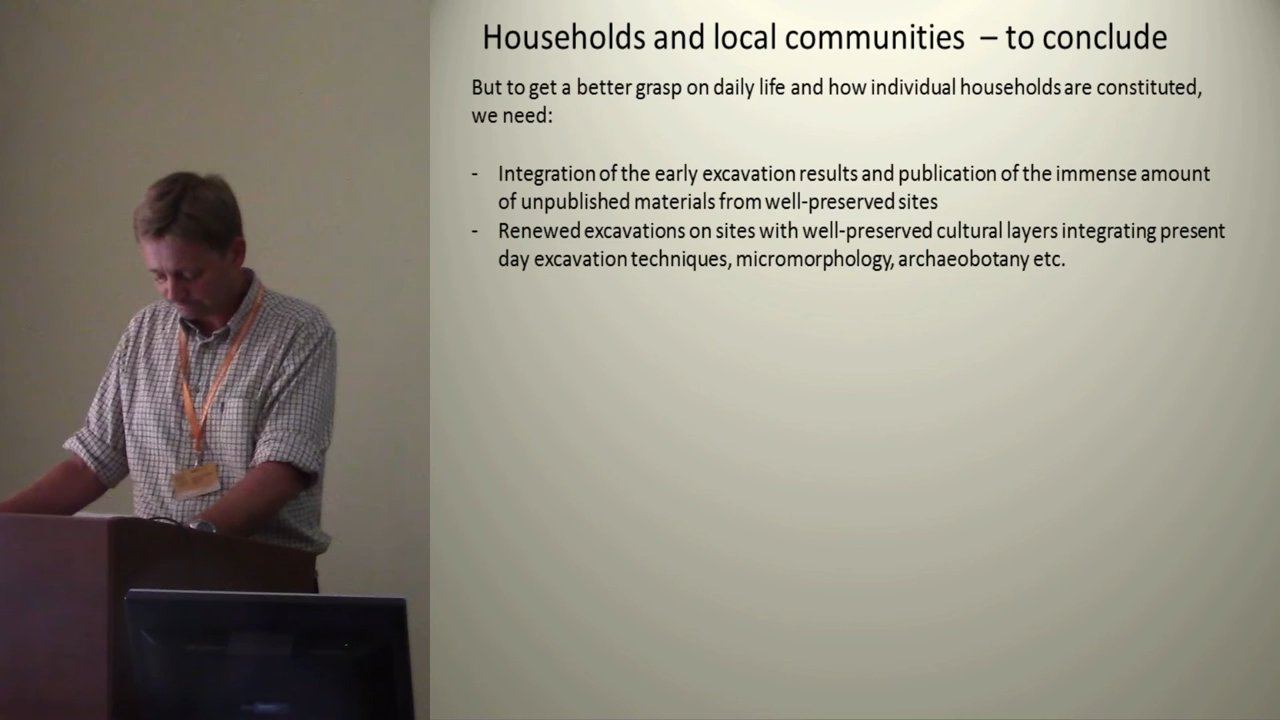 Households and local communities – to conclude
But to get a better grasp on daily life and how individual households are constituted,
we need:
- Integration of the early excavation results and publication of the immense amount
of unpublished materials from well-preserved sites
- Renewed excavations on sites with well-preserved cultural layers integrating present
day excavation techniques, micromorphology, archaeobotany etc.